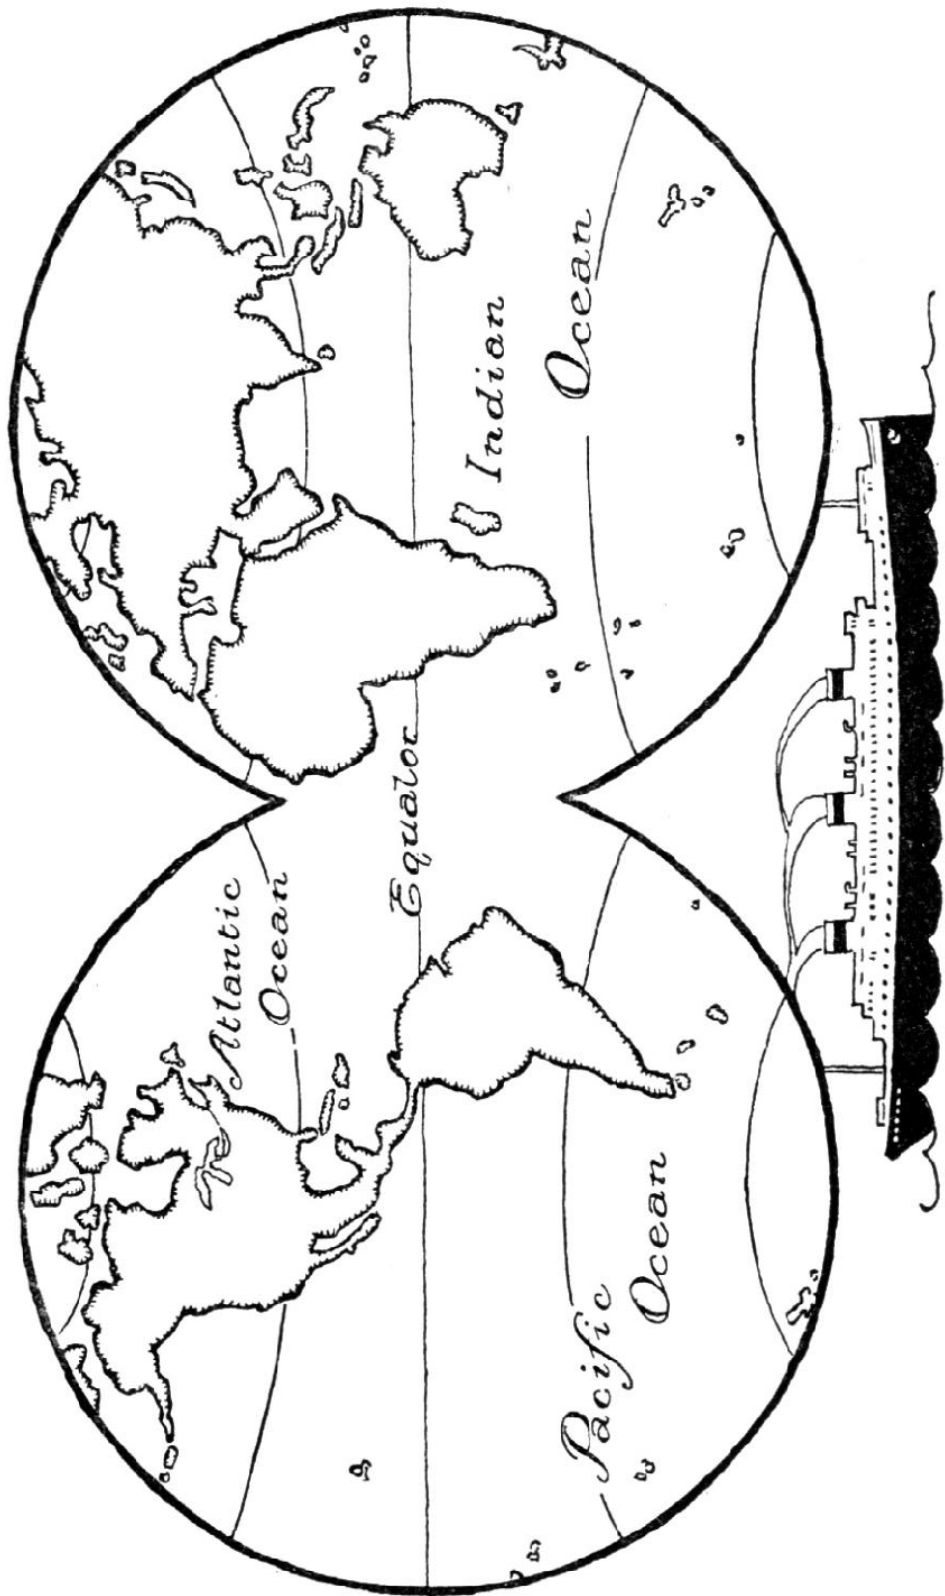 Atlantic
Ocean
Equator
Indian
Ocean
Pacific
Ocean